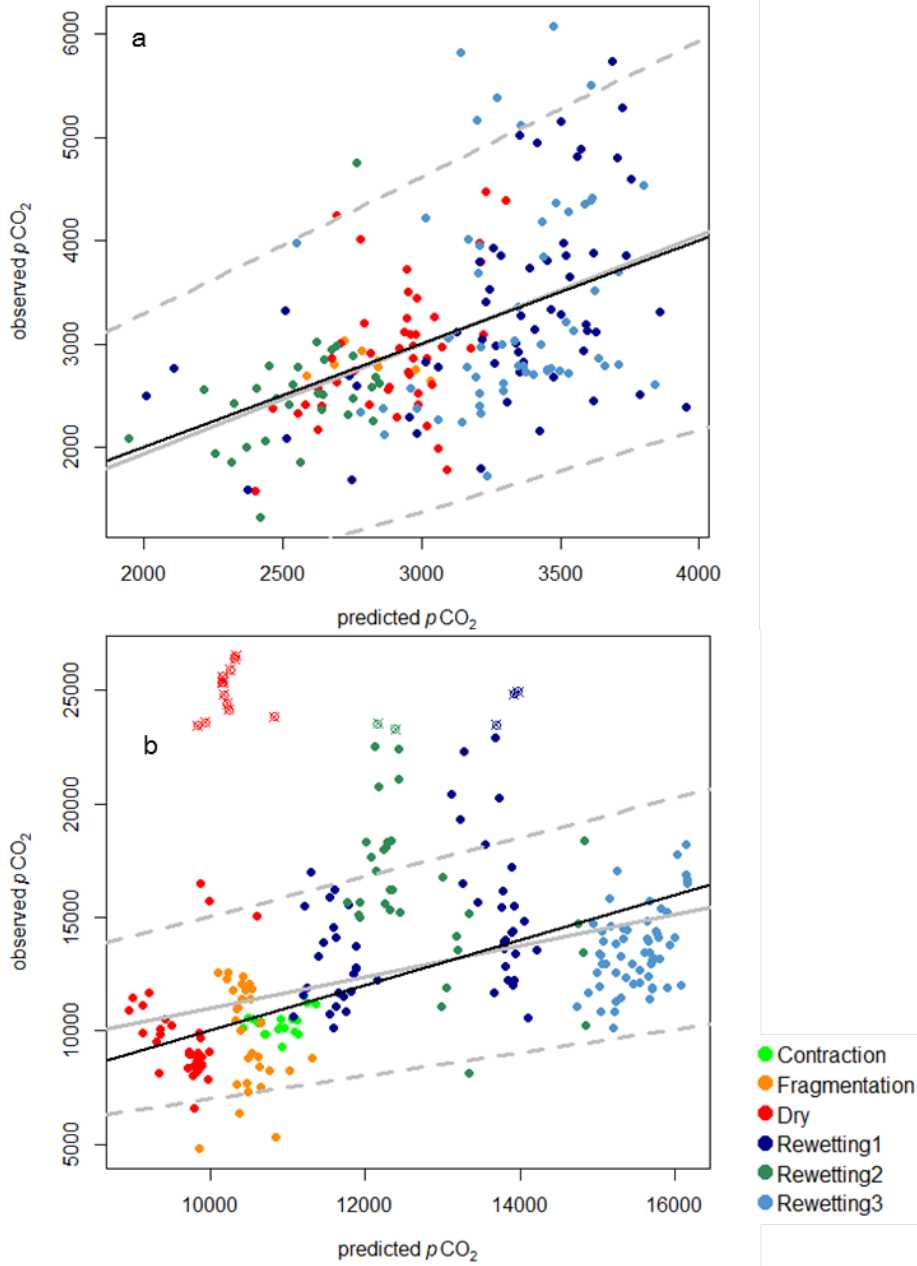 a
6000
5000
4000
3000
2000
observed pCO₂
2000 2500 3000 3500 4000
predicted pCO₂
b
25000
20000
15000
10000
5000
observed pCO₂
10000 12000 14000 16000
predicted pCO₂
Contraction
Fragmentation
Dry
Rewetting1
Rewetting2
Rewetting3